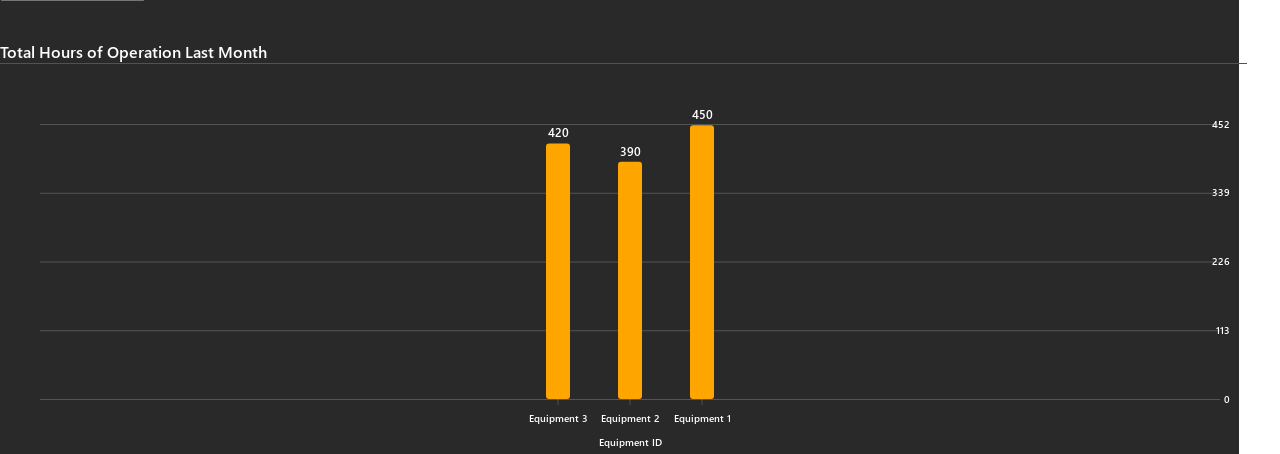 Total Hours of Operation Last Month
450
452
420
390
339
226
113
0
Equipment 3 Equipment 2 Equipment 1
Equipment ID